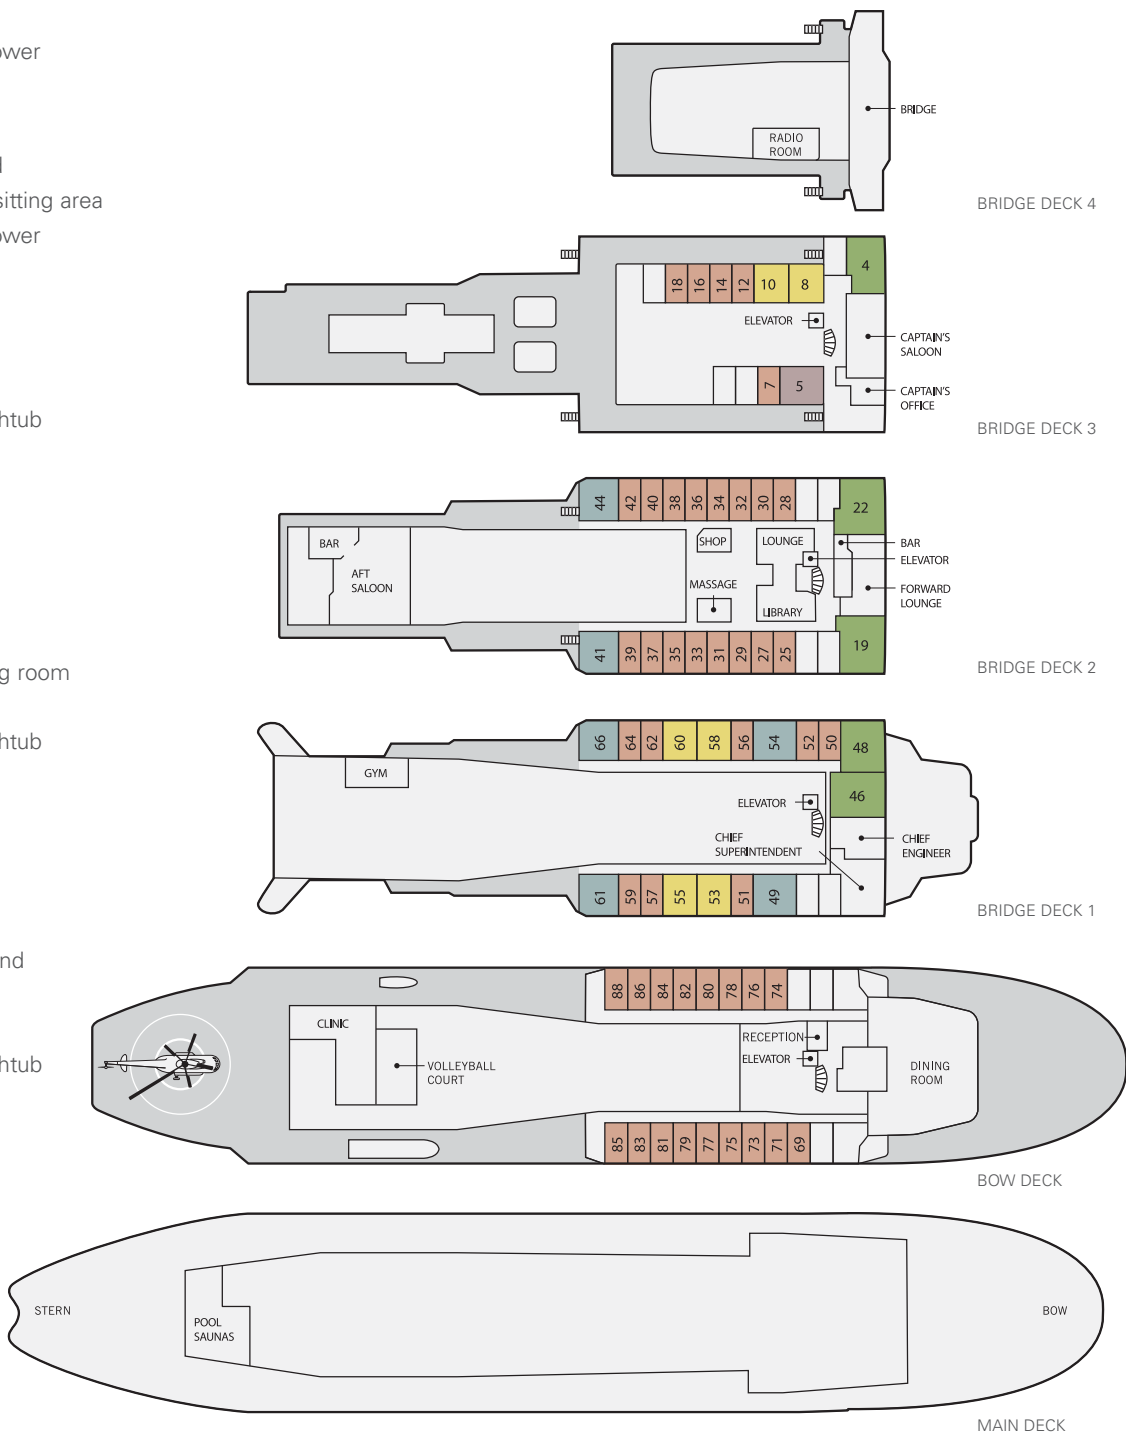 ower
BRIDGE
RADIO
ROOM
sitting area
BRIDGE DECK 4
ower
4
18
16
14
12
10
8
ELEVATOR
CAPTAIN'S
SALOON
7
5
CAPTAIN'S
OFFICE
htub
BRIDGE DECK 3
44
42
40
38
36
34
32
30
28
22
BAR
SHOP
LOUNGE
BAR
ELEVATOR
AFT
SALOON
MASSAGE
FORWARD
LOUNGE
LIBRARY
41
39
37
35
33
31
29
27
25
19
g room
BRIDGE DECK 2
htub
66
64
62
60
58
56
54
52
50
48
GYM
46
ELEVATOR
CHIEF
SUPERINTENDENT
CHIEF
ENGINEER
61
59
57
55
53
51
49
BRIDGE DECK 1
nd
88
86
84
82
80
78
76
74
CLINIC
RECEPTION
htub
VOLLEYBALL
COURT
ELEVATOR
DINING
ROOM
85
83
81
79
77
75
73
71
69
BOW DECK
STERN
BOW
POOL
SAUNAS
MAIN DECK